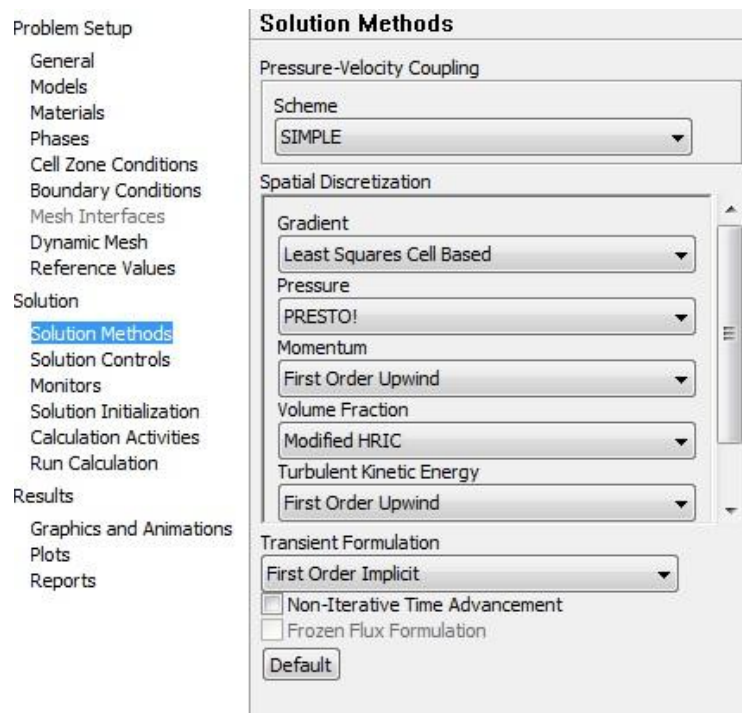 Problem Setup
General
Models
Materials
Phases
Cell Zone Conditions
Boundary Conditions
Mesh Interfaces
Dynamic Mesh
Reference Values
Solution
Solution Methods
Solution Controls
Monitors
Solution Initialization
Calculation Activities
Run Calculation
Results
Graphics and Animations
Plots
Reports
Solution Methods
Pressure-Velocity Coupling
Scheme
SIMPLE
Spatial Discretization
Gradient
Least Squares Cell Based
Pressure
PRESTO!
Momentum
First Order Upwind
Volume Fraction
Modified HRIC
Turbulent Kinetic Energy
First Order Upwind
Transient Formulation
First Order Implicit
Non-Iterative Time Advancement
Frozen Flux Formulation
Default